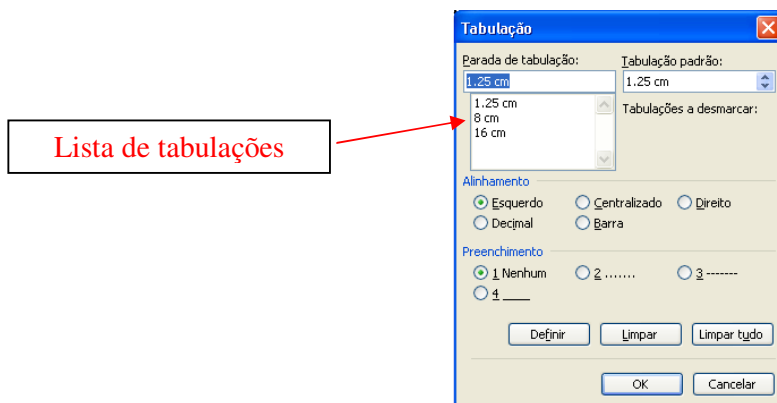 Tabulação
Parada de tabulação: Tabulação padrão:
1.25 cm 1.25 cm
1.25 cm Tabulações a desmarcar:
8 cm
16 cm
Lista de tabulações
Alinhamento
Esquerdo Centralizado Direito
Decimal Barra
Preenchimento
1 Nenhum 2 ....... 3 -------
4 ____
Definir Limpar Limpar tudo
OK Cancelar